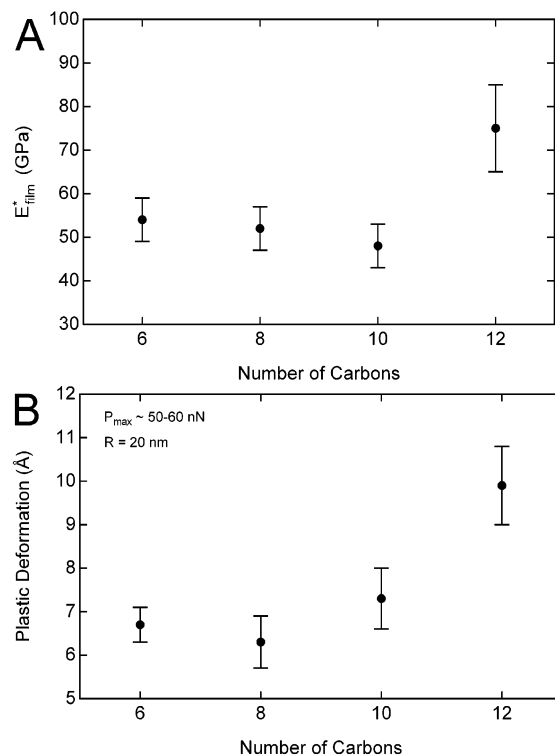 A
100
90
80
70
60
50
40
30
E*film (GPa)
6 8 10 12
Number of Carbons
B
12
11
10
9
8
7
6
5
Pmax ~ 50-60 nN
R = 20 nm
Plastic Deformation (Å)
6 8 10 12
Number of Carbons